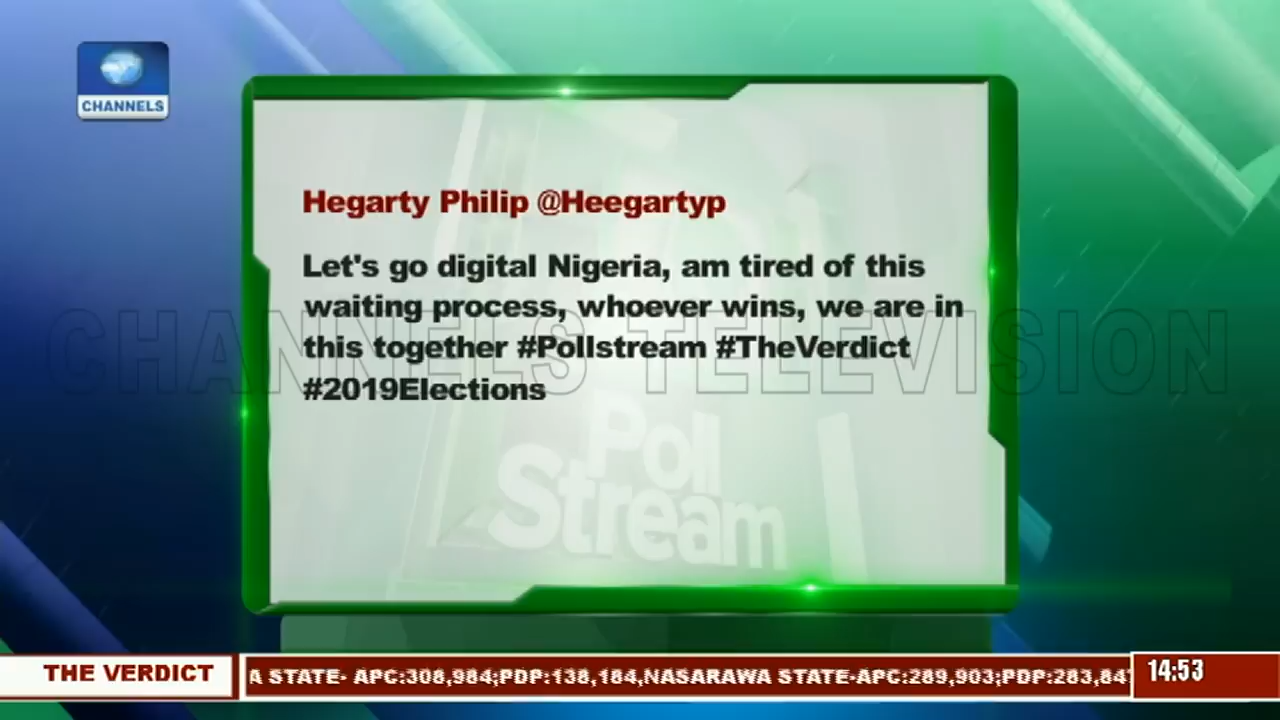 CHANNELS
Hegarty Philip @Heegartyp
Let's go digital Nigeria, am tired of this
waiting process, whoever wins, we are in
this together #Pollstream #TheVerdict
#2019Elections
CHANNELS TELEVISION
Poll
Stream
THE VERDICT
A STATE- APC:308,984;PDP:138,184,NASARAWA STATE-APC:289,903;PDP:283,847
14:53